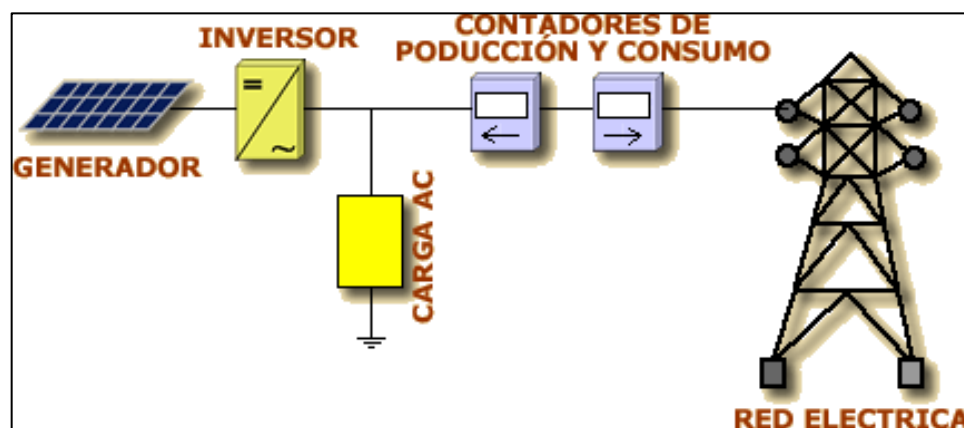 INVERSOR
CONTADORES DE
PODUCCIÓN Y CONSUMO
GENERADOR
CARGA AC
RED ELECTRICA